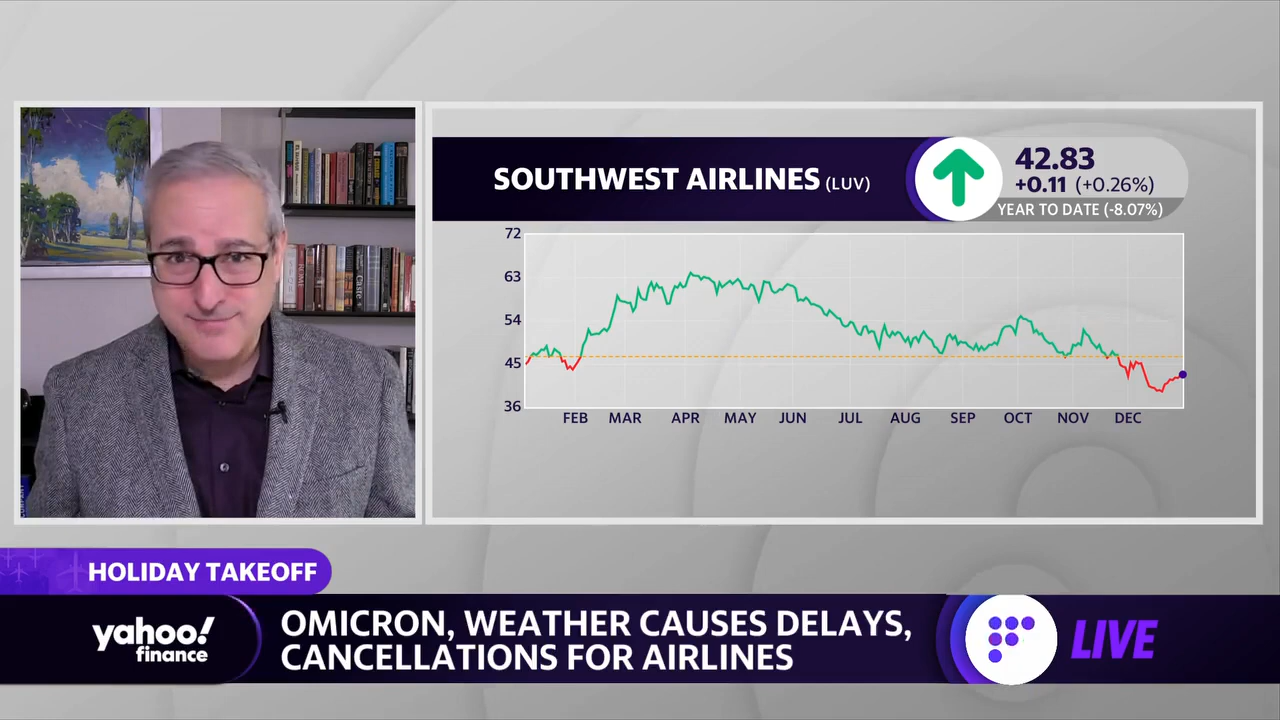 SOUTHWEST AIRLINES (LUV)
42.83
+0.11 (+0.26%)
YEAR TO DATE (-8.07%)
72
63
54
45
36
FEB MAR APR MAY JUN JUL AUG SEP OCT NOV DEC
Caste
HOLIDAY TAKEOFF
yahoo!
finance
OMICRON, WEATHER CAUSES DELAYS,
CANCELLATIONS FOR AIRLINES
LIVE